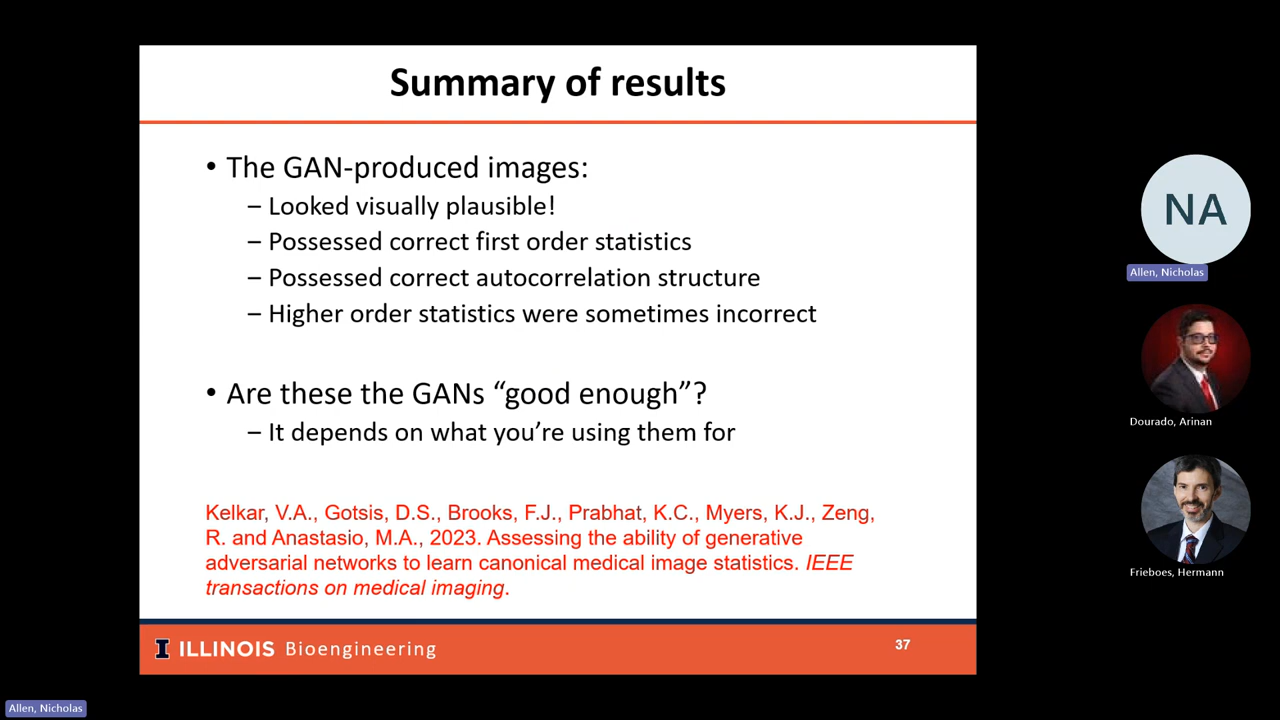 Summary of results
• The GAN-produced images:
– Looked visually plausible!
– Possessed correct first order statistics
– Possessed correct autocorrelation structure
– Higher order statistics were sometimes incorrect
• Are these the GANs “good enough”?
– It depends on what you’re using them for
Kelkar, V.A., Gotsis, D.S., Brooks, F.J., Prabhat, K.C., Myers, K.J., Zeng,
R. and Anastasio, M.A., 2023. Assessing the ability of generative
adversarial networks to learn canonical medical image statistics. IEEE
transactions on medical imaging.
I ILLINOIS Bioengineering
37
NA
Allen, Nicholas
Dourado, Arinan
Frieboes, Hermann
Allen, Nicholas